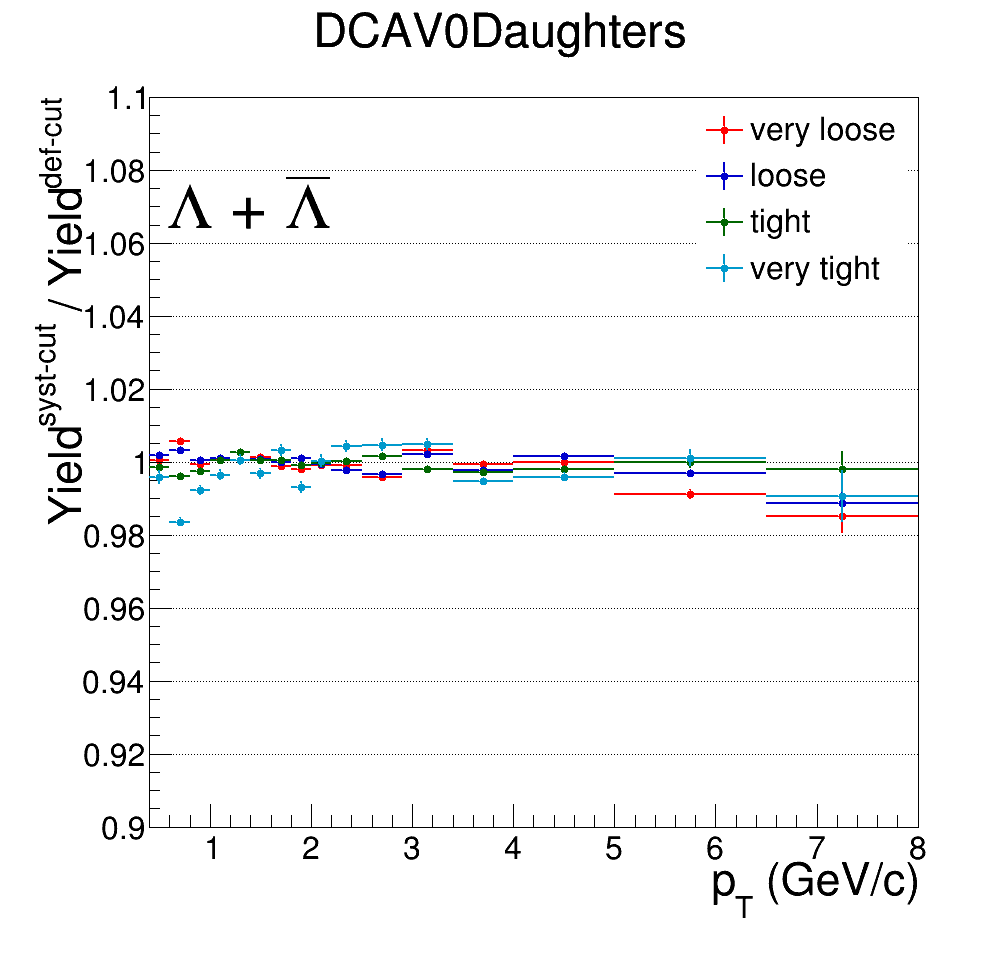 DCAV0Daughters
Yield^syst-cut / Yield^def-cut
Λ + Λ̅
very loose
loose
tight
very tight
1.1
1.08
1.06
1.04
1.02
1
0.98
0.96
0.94
0.92
0.9
1 2 3 4 5 6 7 8
p_T (GeV/c)